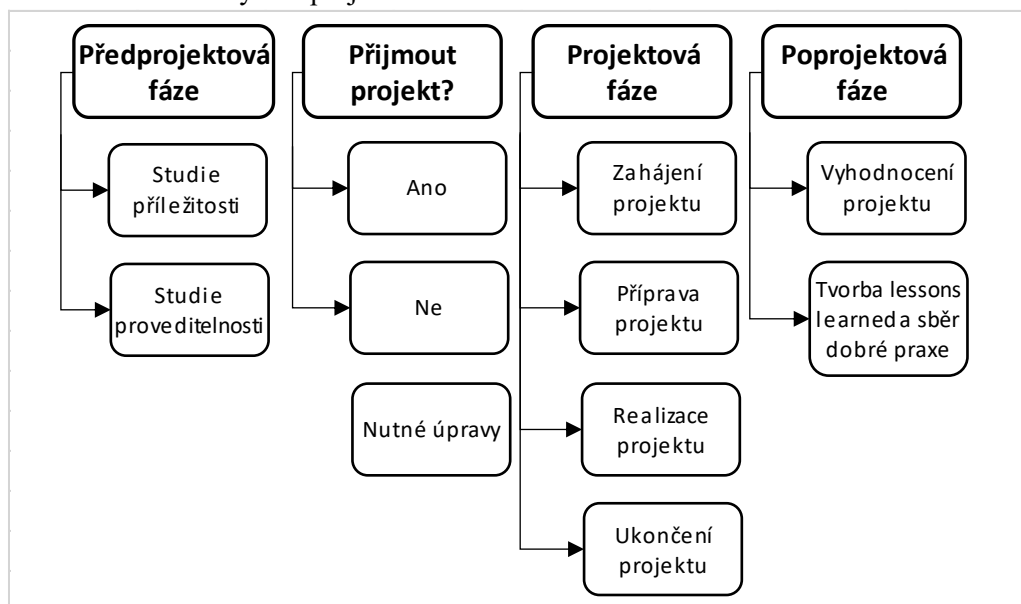 Předprojektová
fáze
Studie
příležitosti
Studie
proveditelnosti
Přijmout
projekt?
Ano
Ne
Nutné úpravy
Projektová
fáze
Zahájení
projektu
Příprava
projektu
Realizace
projektu
Ukončení
projektu
Poprojektová
fáze
Vyhodnocení
projektu
Tvorba lessons
learned a sběr
dobré praxe